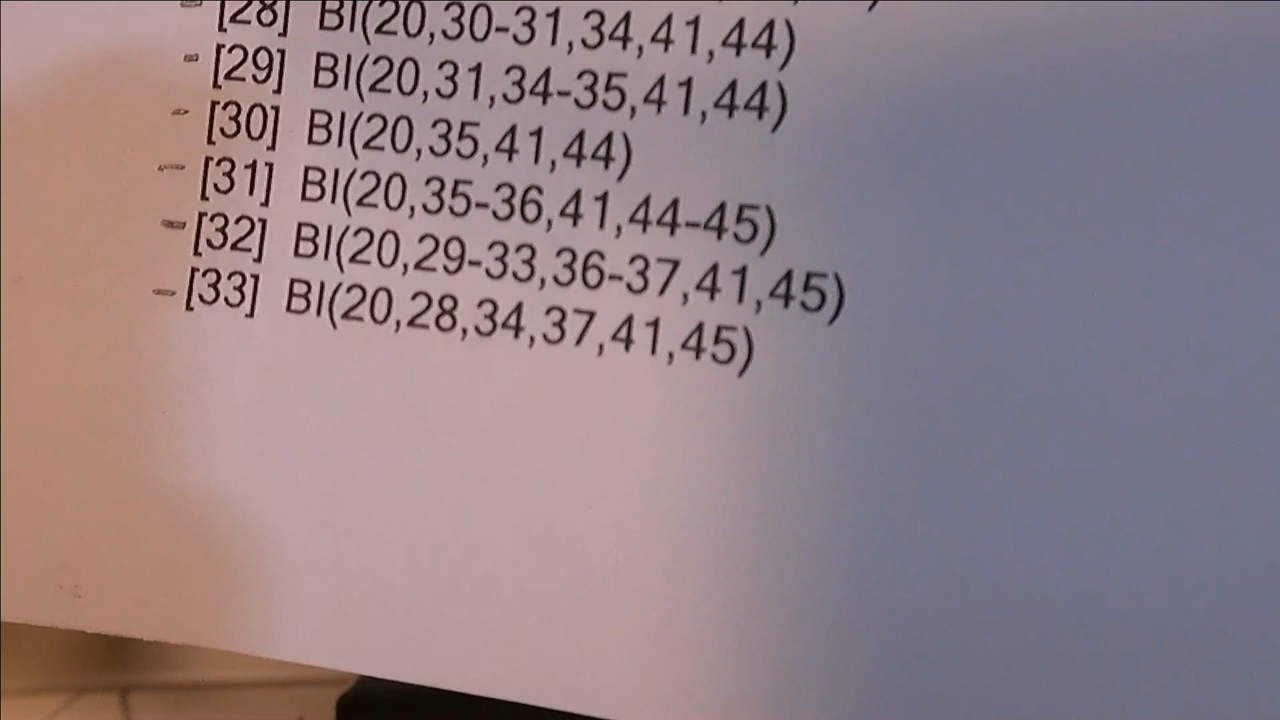 - [28] BI(20,30-31,34,41,44)
- [29] BI(20,31,34-35,41,44)
- [30] BI(20,35,41,44)
- [31] BI(20,35-36,41,44-45)
- [32] BI(20,29-33,36-37,41,45)
- [33] BI(20,28,34,37,41,45)